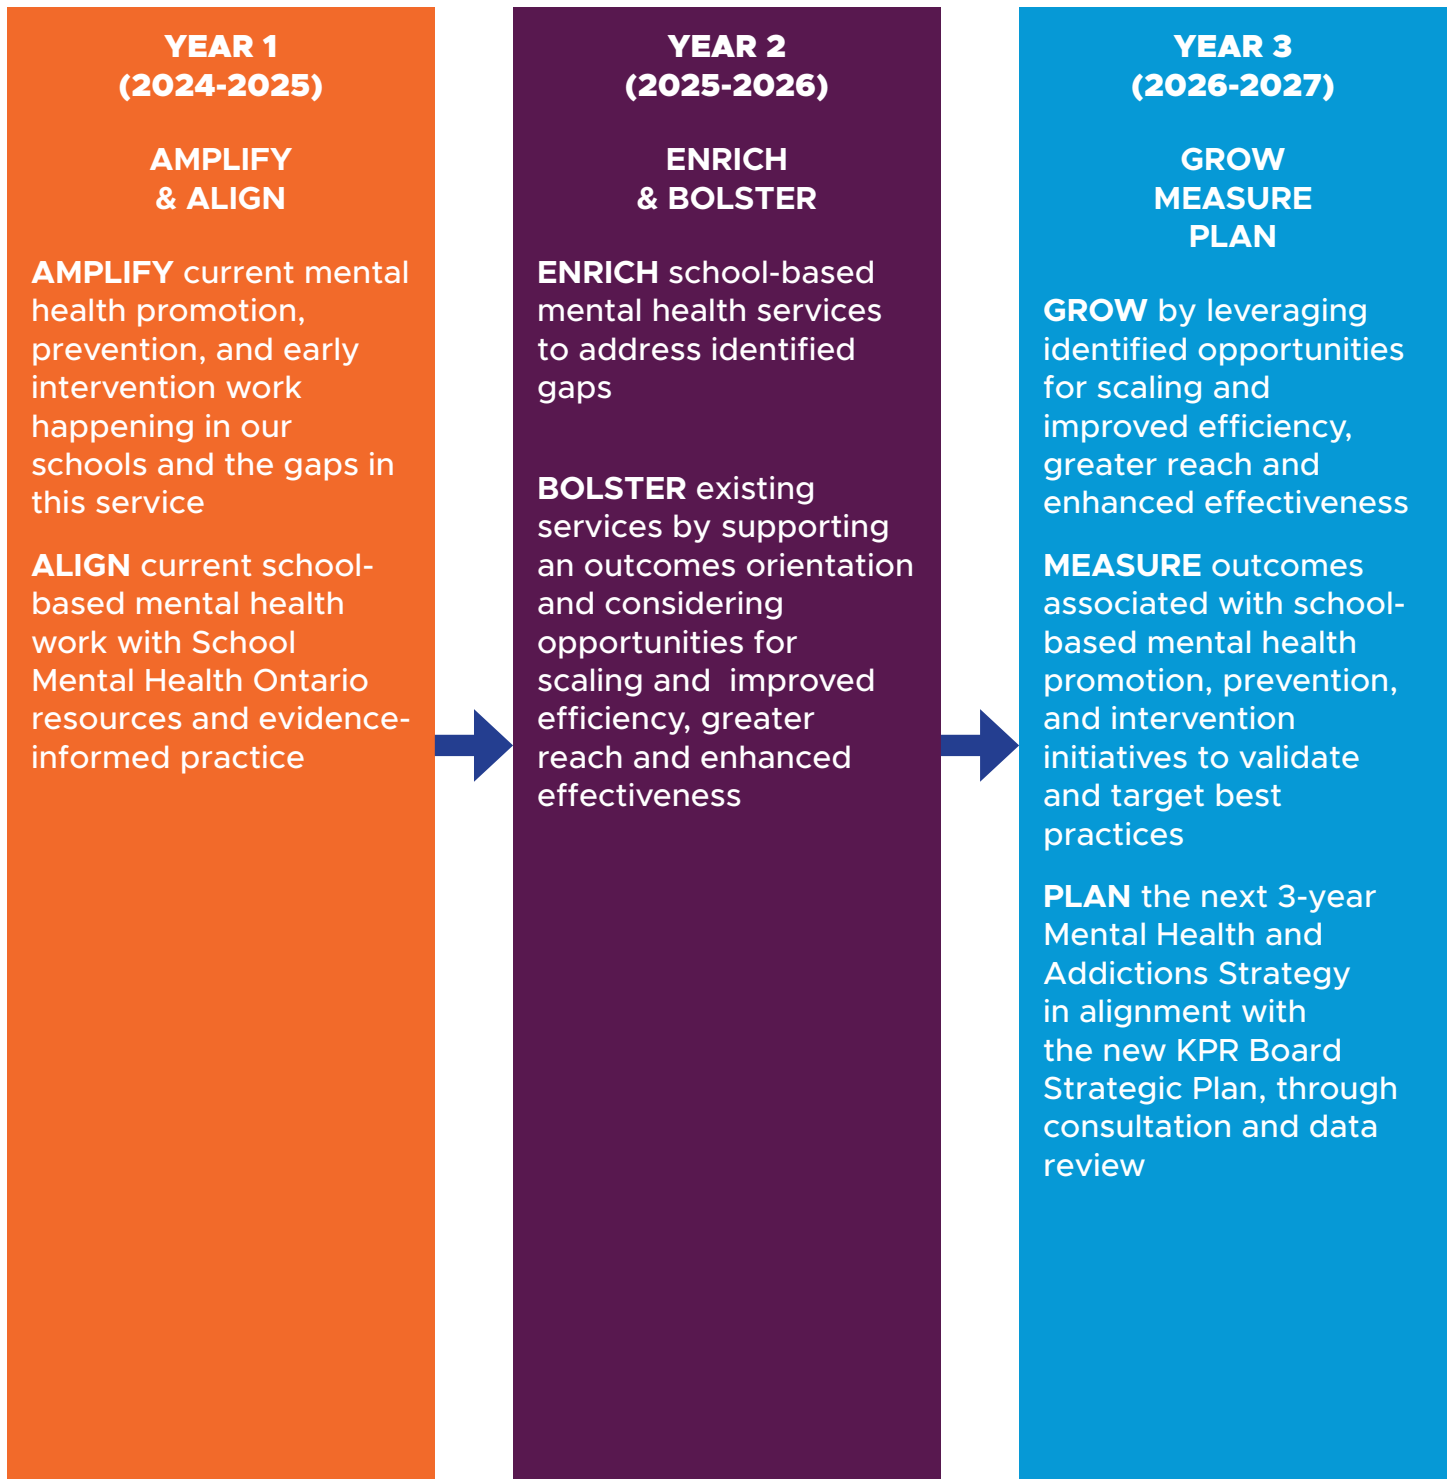 YEAR 1
(2024-2025)
AMPLIFY
& ALIGN
AMPLIFY current mental
health promotion,
prevention, and early
intervention work
happening in our
schools and the gaps in
this service
ALIGN current school-
based mental health
work with School
Mental Health Ontario
resources and evidence-
informed practice
YEAR 2
(2025-2026)
ENRICH
& BOLSTER
ENRICH school-based
mental health services
to address identified
gaps
BOLSTER existing
services by supporting
an outcomes orientation
and considering
opportunities for
scaling and  improved
efficiency, greater
reach and enhanced
effectiveness
YEAR 3
(2026-2027)
GROW
MEASURE
PLAN
GROW by leveraging
identified opportunities
for scaling and
improved efficiency,
greater reach and
enhanced effectiveness
MEASURE outcomes
associated with school-
based mental health
promotion, prevention,
and intervention
initiatives to validate
and target best
practices
PLAN the next 3-year
Mental Health and
Addictions Strategy
in alignment with
the new KPR Board
Strategic Plan, through
consultation and data
review